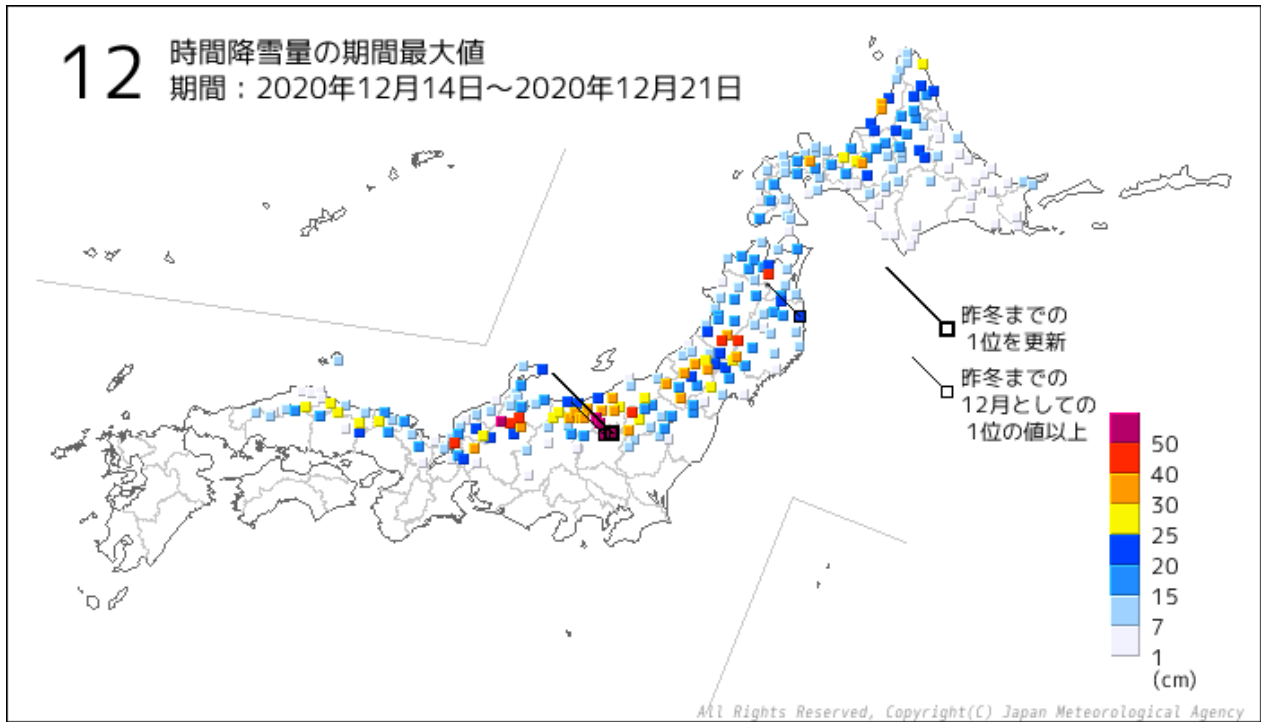 12 時間降雪量の期間最大値
期間：2020年12月14日～2020年12月21日
昨冬までの
1位を更新
昨冬までの
12月としての
1位の値以上
50
40
30
25
20
15
7
1
(cm)
All Rights Reserved, Copyright(C) Japan Meteorological Agency